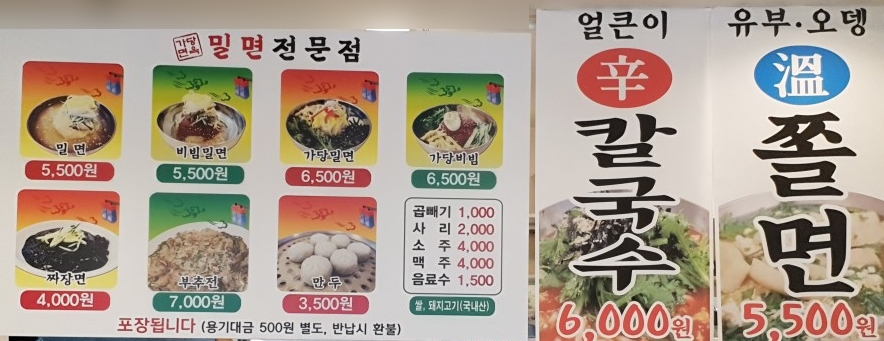 가당
면옥
밀면전문점
밀면
5,500원
비빔밀면
5,500원
가당밀면
6,500원
가당비빔
6,500원
짜장면
4,000원
부추전
7,000원
만두
3,500원
곱빼기 1,000
사리 2,000
소주 4,000
맥주 4,000
음료수 1,500
쌀, 돼지고기(국내산)
포장됩니다 (용기대금 500원 별도, 반납시 환불)
얼큰이
辛
칼국수
6,000원
유부·오뎅
溫
쫄면
5,500원